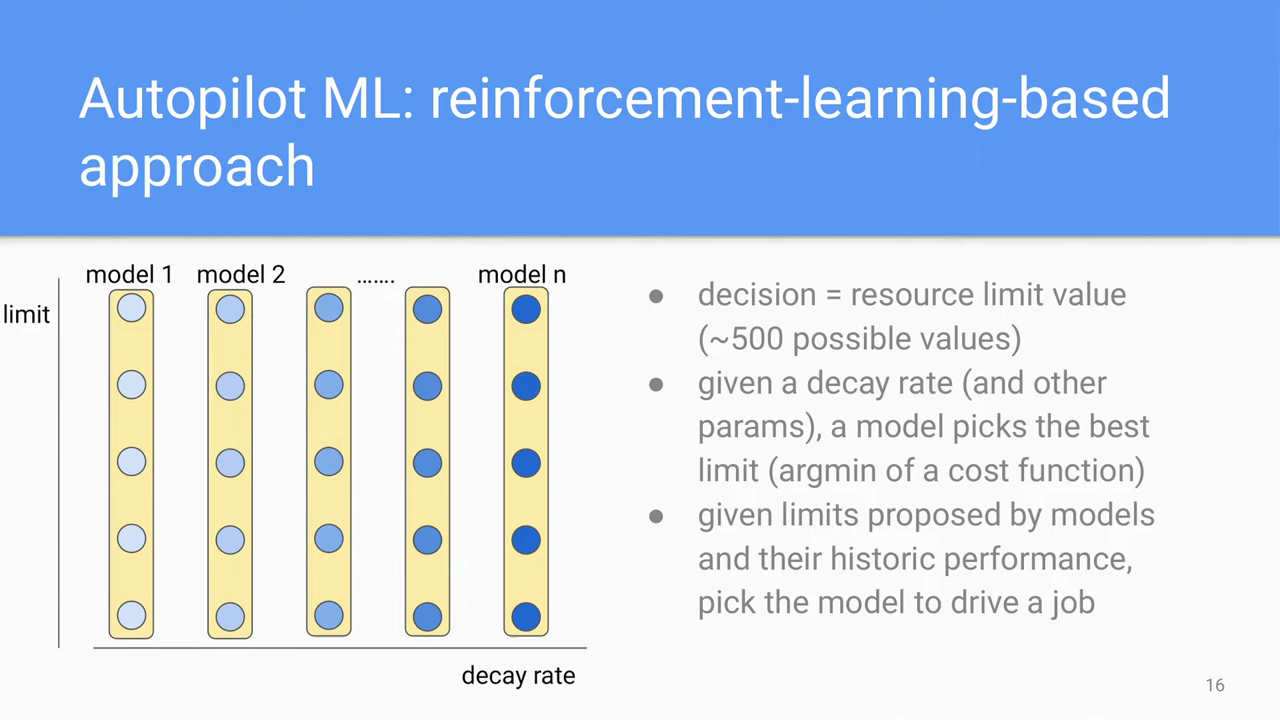 Autopilot ML: reinforcement-learning-based
approach
model 1 model 2 ……. model n
limit
decay rate
● decision = resource limit value
(~500 possible values)
● given a decay rate (and other
params), a model picks the best
limit (argmin of a cost function)
● given limits proposed by models
and their historic performance,
pick the model to drive a job
16